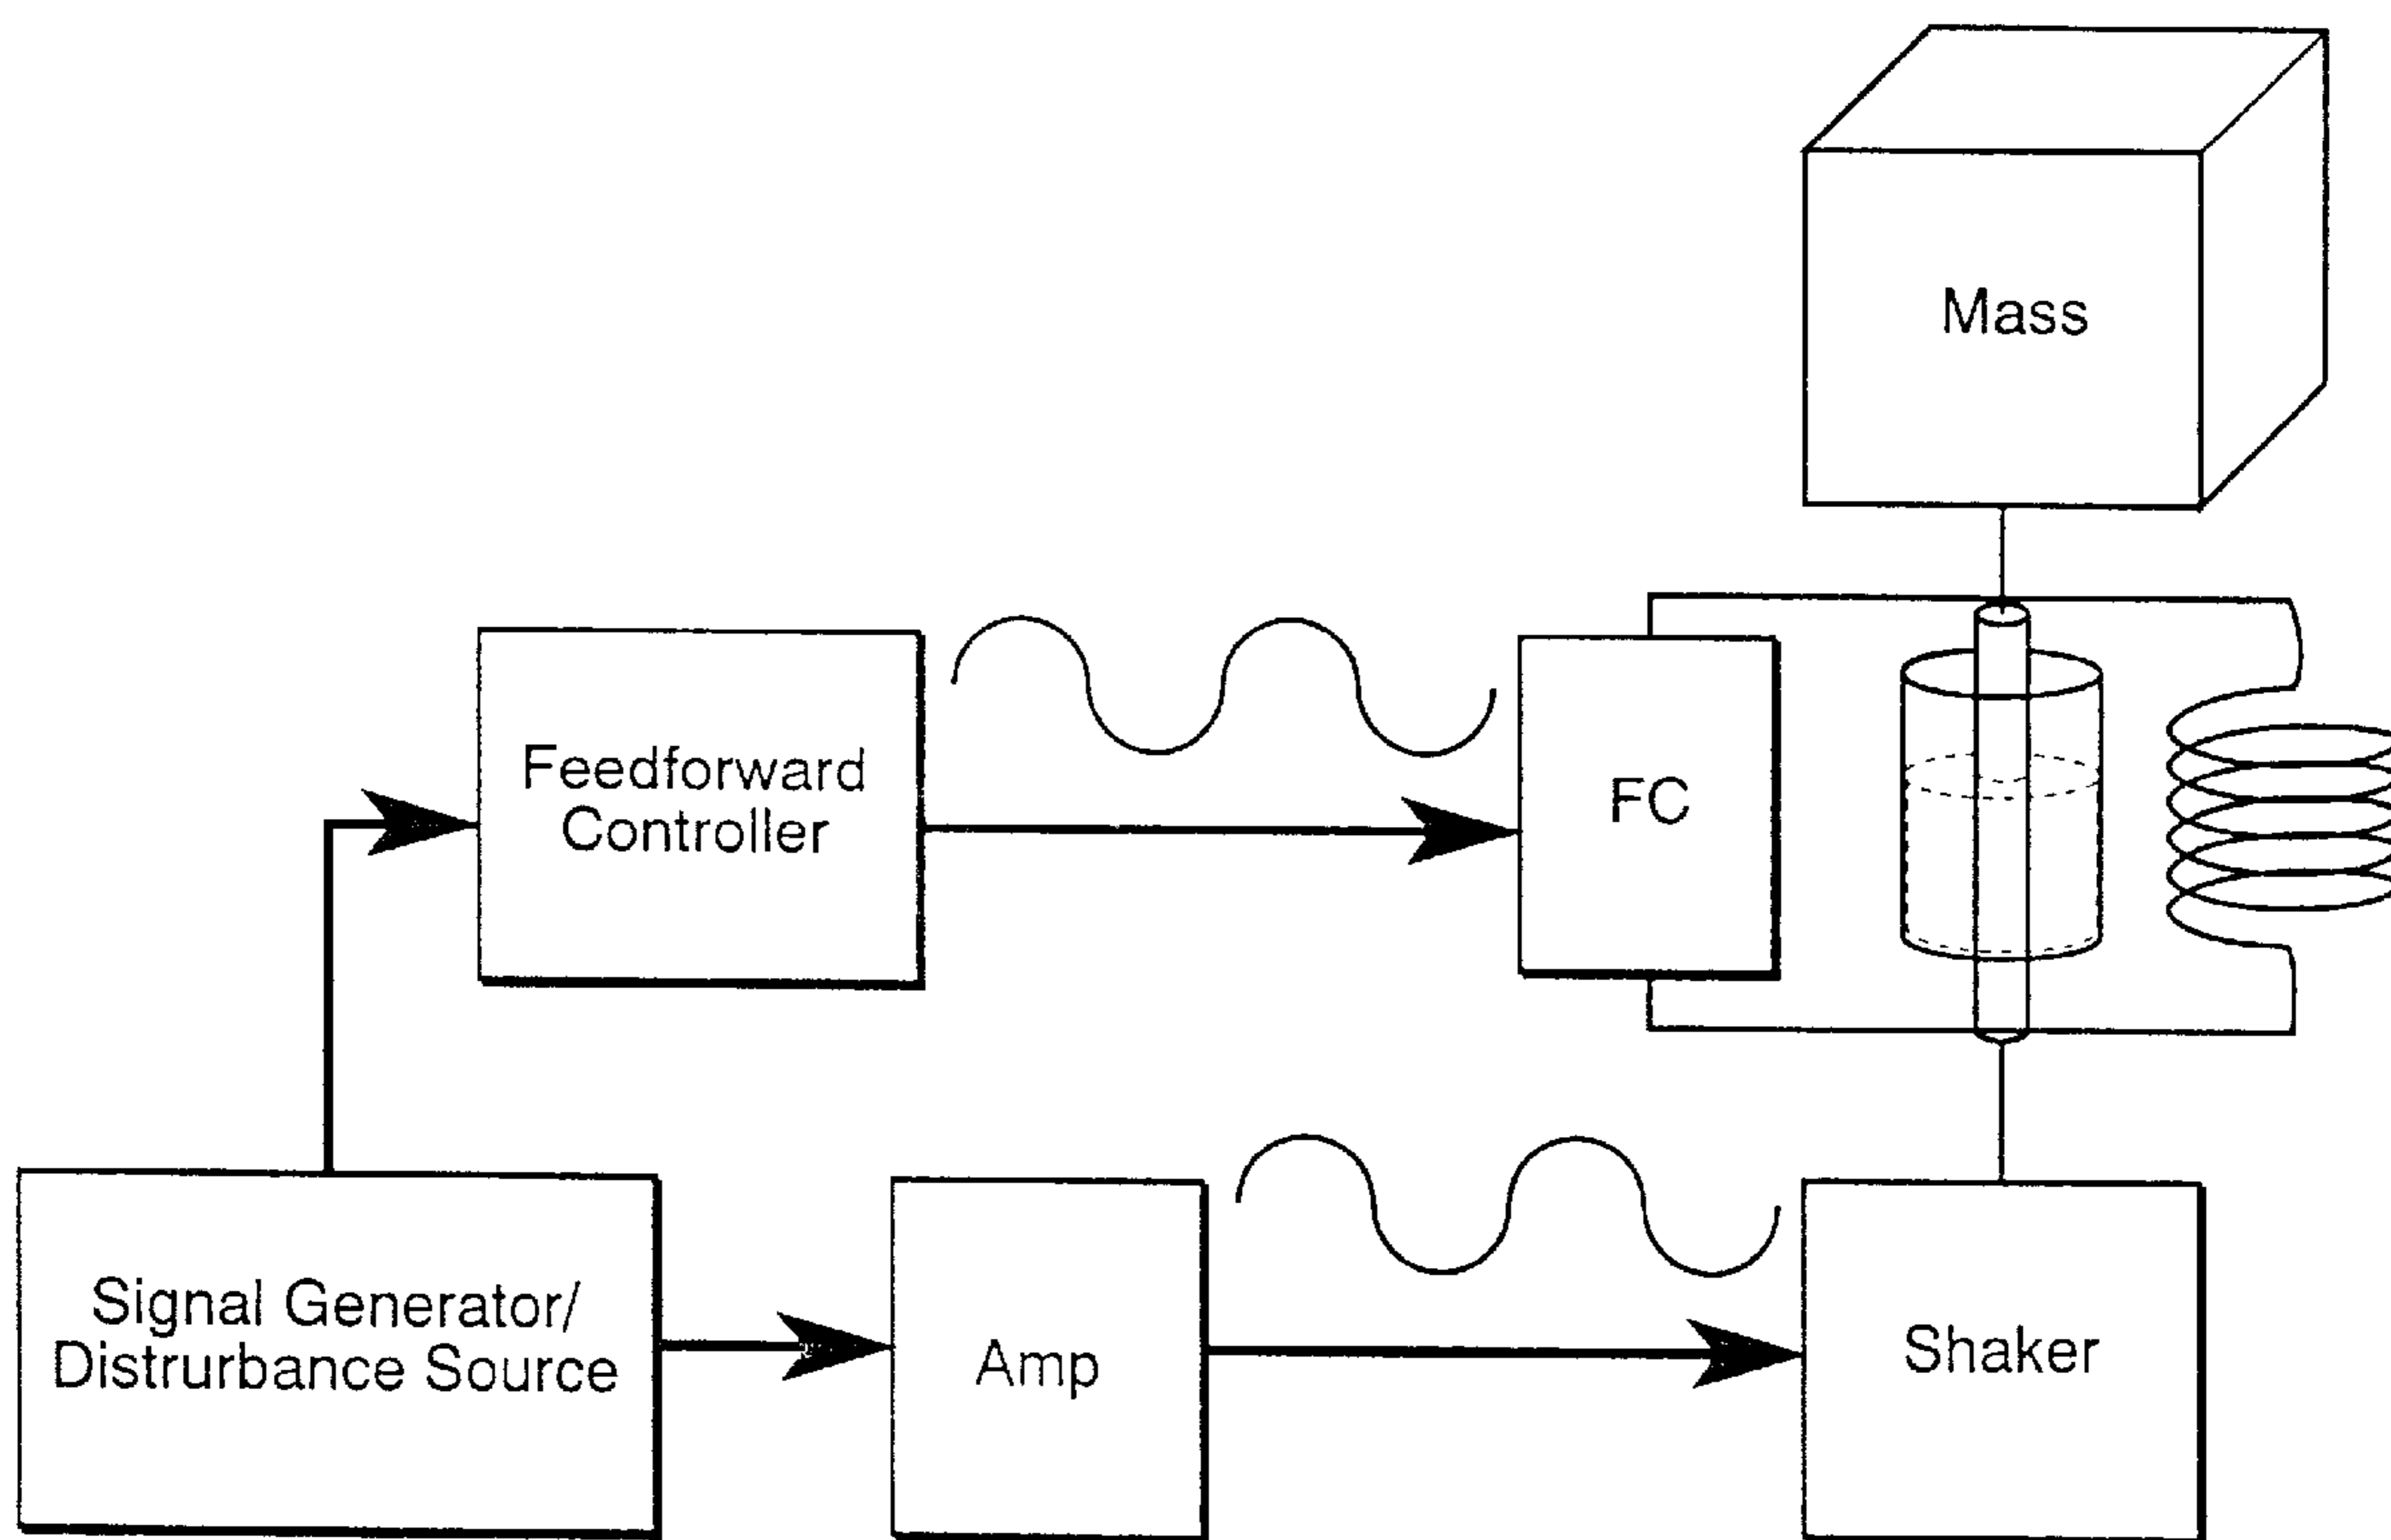 Mass
Feedforward
Controller
FC
Signal Generator/
Distrurbance Source
Amp
Shaker